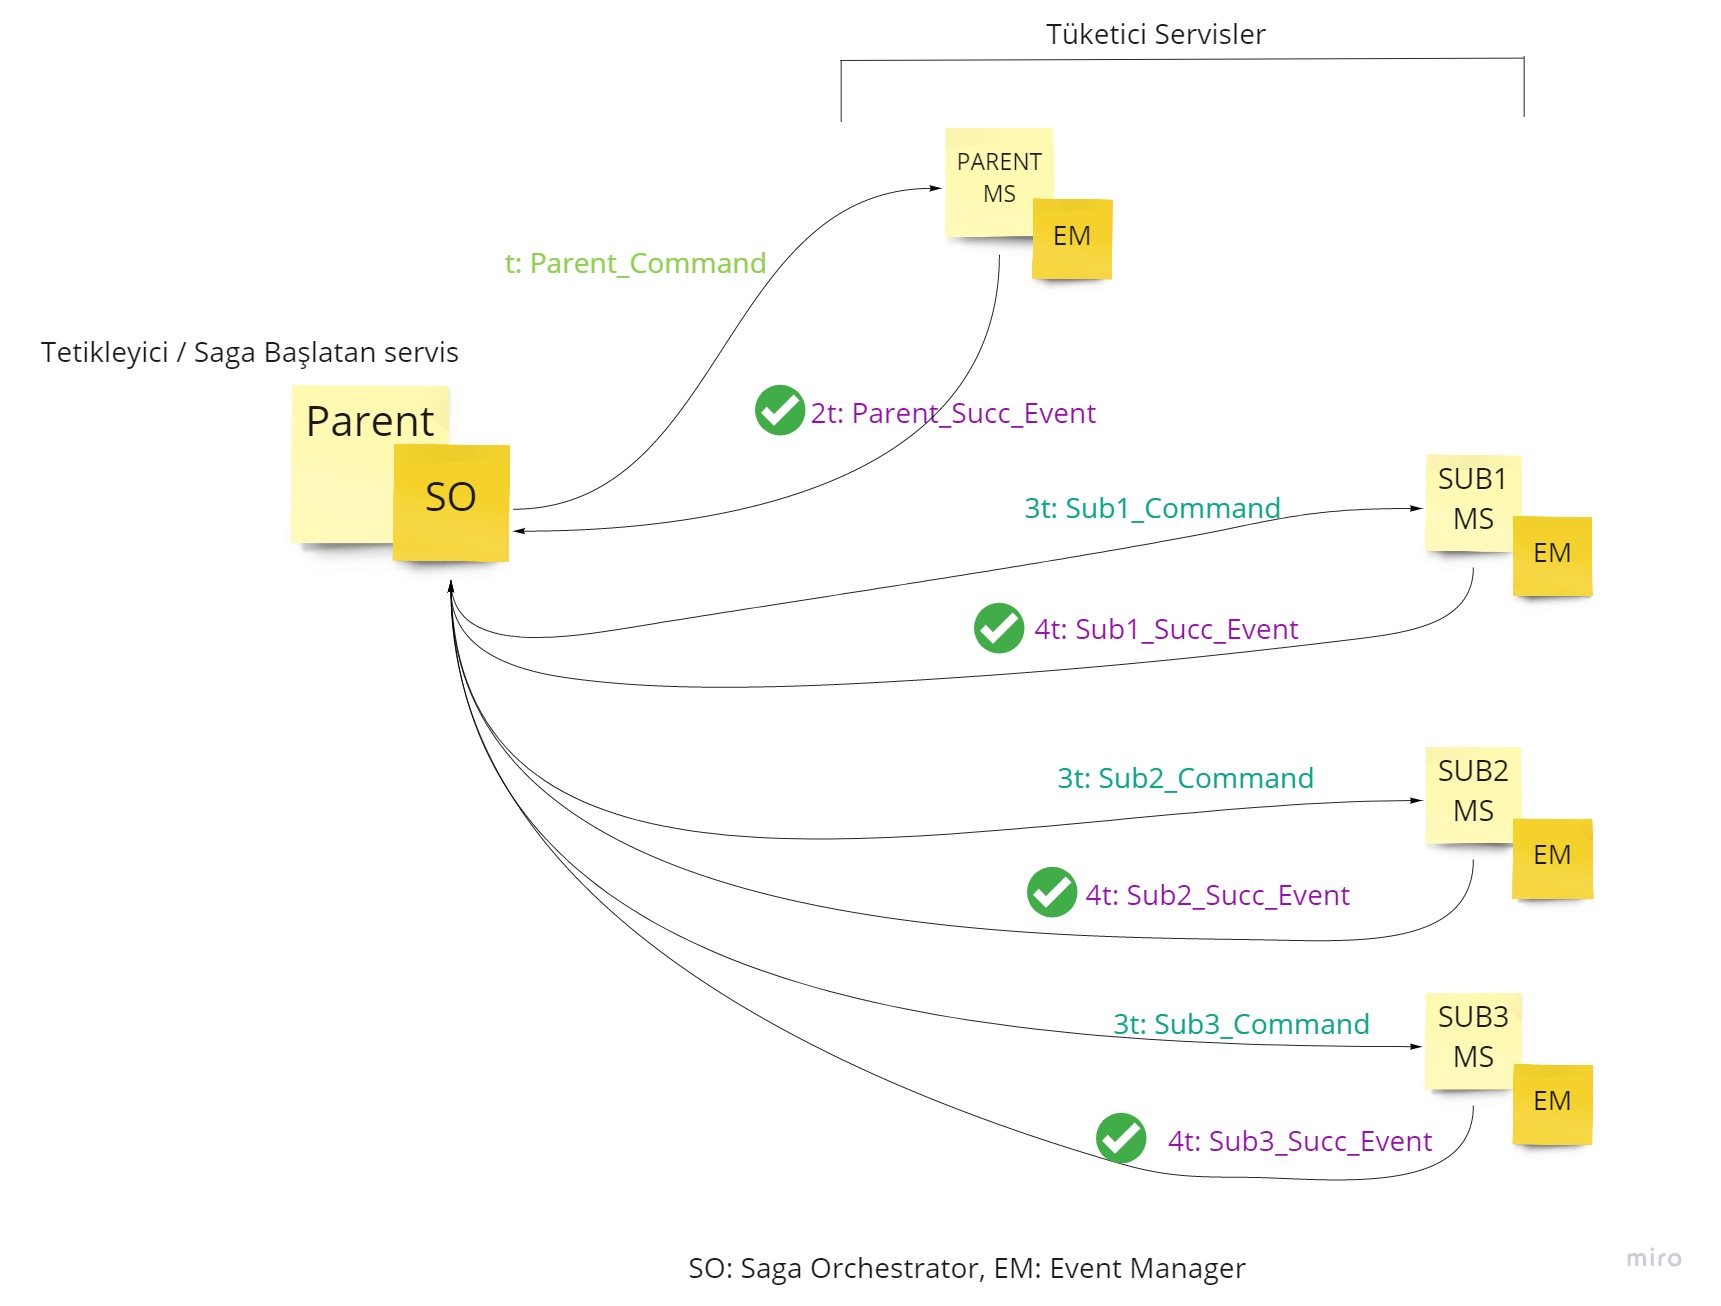 Tüketici Servisler
PARENT
MS
EM
t: Parent_Command
Tetikleyici / Saga Başlatan servis
Parent
SO
2t: Parent_Succ_Event
SUB1
MS
EM
3t: Sub1_Command
4t: Sub1_Succ_Event
SUB2
MS
EM
3t: Sub2_Command
4t: Sub2_Succ_Event
SUB3
MS
EM
3t: Sub3_Command
4t: Sub3_Succ_Event
SO: Saga Orchestrator, EM: Event Manager
miro